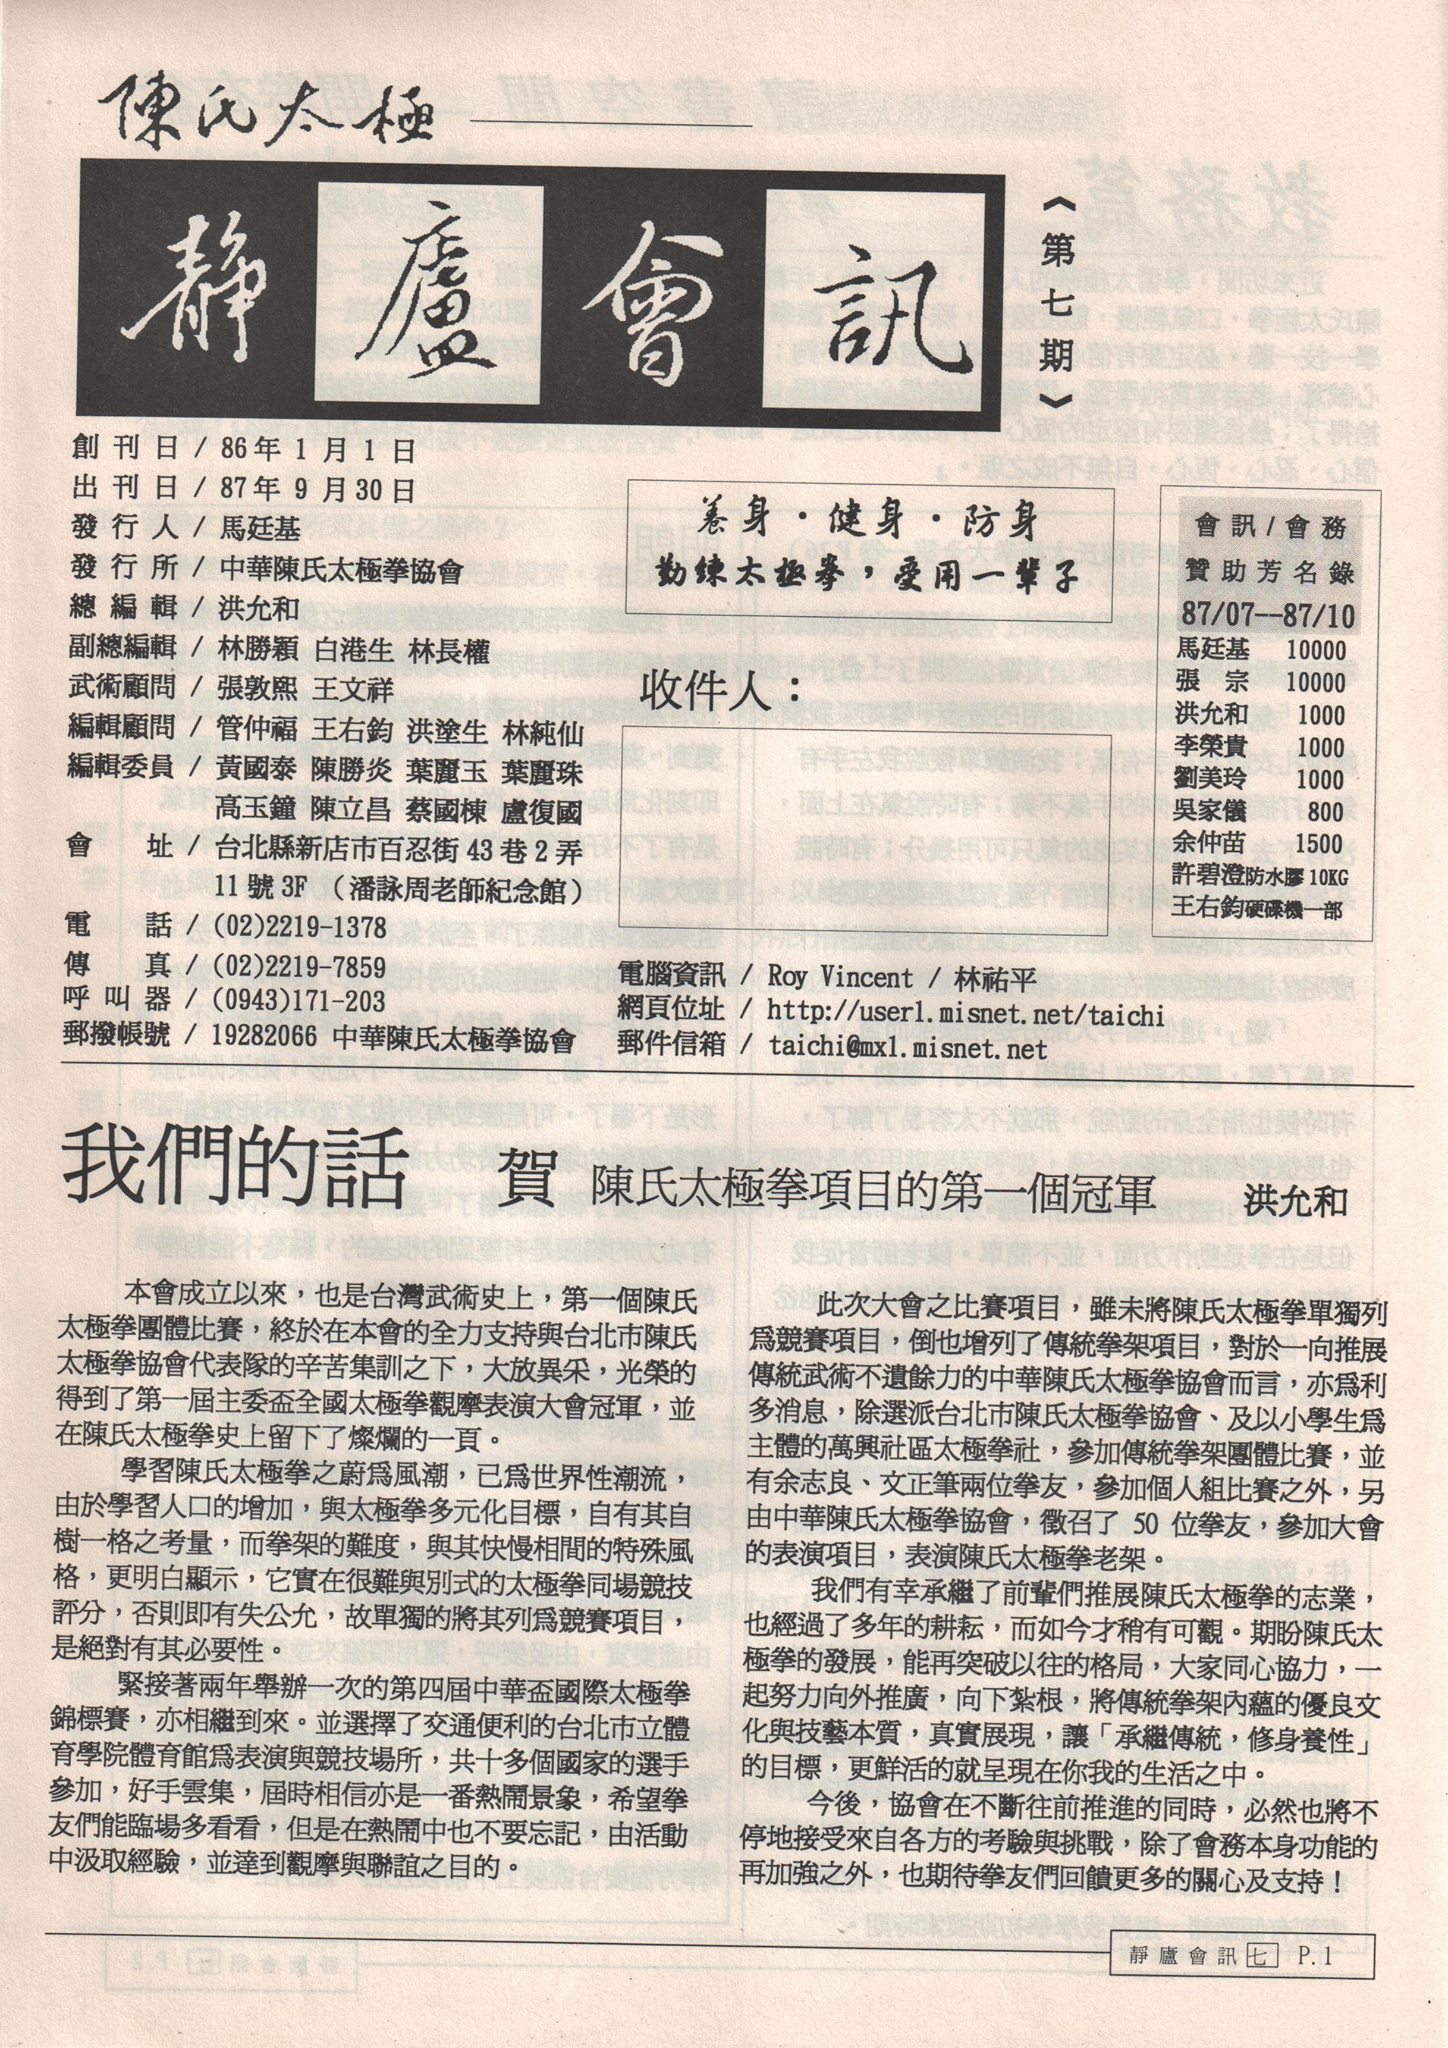 陳氏太極
靜廬會訊
《第七期》
創刊日/86年1月1日
出刊日/87年9月30日
發行人/馬廷基
發行所/中華陳氏太極拳協會
總編輯/洪允和
副總編輯/林勝穎 白港生 林長權
武術顧問/張敦熙 王文祥
編輯顧問/管仲福 王右鈞 洪塗生 林純仙
編輯委員/黃國泰 陳勝炎 葉麗玉 葉麗珠
高玉鐘 陳立昌 蔡國棟 盧復國
會 址/台北縣新店市百忍街43巷2弄
11號3F（潘詠周老師紀念館）
電 話/(02)2219-1378
傳 真/(02)2219-7859
呼叫器/(0943)171-203
郵撥帳號/19282066 中華陳氏太極拳協會
養身·健身·防身
勤練太極拳，受用一輩子
收件人：
電腦資訊 / Roy Vincent / 林祐平
網頁位址 / http://user1.misnet.net/taichi
郵件信箱 / taichi@mx1.misnet.net
會訊/會務
贊助芳名錄
87/07--87/10
馬廷基 10000
張 宗 10000
洪允和 1000
李榮貴 1000
劉美玲 1000
吳家儀 800
余仲苗 1500
許碧澄防水膠10KG
王右鈞硬碟機一部
我們的話 賀 陳氏太極拳項目的第一個冠軍 洪允和
本會成立以來，也是台灣武術史上，第一個陳氏
太極拳團體比賽，終於在本會的全力支持與台北市陳氏
太極拳協會代表隊的辛苦集訓之下，大放異采，光榮的
得到了第一屆主委盃全國太極拳觀摩表演大會冠軍，並
在陳氏太極拳史上留下了燦爛的一頁。
學習陳氏太極拳之蔚爲風潮，已爲世界性潮流，
由於學習人口的增加，與太極拳多元化目標，自有其自
樹一格之考量，而拳架的難度，與其快慢相間的特殊風
格，更明白顯示，它實在很難與別式的太極拳同場競技
評分，否則即有失公允，故單獨的將其列爲競賽項目，
是絕對有其必要性。
緊接著兩年舉辦一次的第四屆中華盃國際太極拳
錦標賽，亦相繼到來。並選擇了交通便利的台北市立體
育學院體育館爲表演與競技場所，共十多個國家的選手
參加，好手雲集，屆時相信亦是一番熱鬧景象，希望拳
友們能臨場多看看，但是在熱鬧中也不要忘記，由活動
中汲取經驗，並達到觀摩與聯誼之目的。
此次大會之比賽項目，雖未將陳氏太極拳單獨列
爲競賽項目，倒也增列了傳統拳架項目，對於一向推展
傳統武術不遺餘力的中華陳氏太極拳協會而言，亦爲利
多消息，除選派台北市陳氏太極拳協會、及以小學生爲
主體的萬興社區太極拳社，參加傳統拳架團體比賽，並
有余志良、文正筆兩位拳友，參加個人組比賽之外，另
由中華陳氏太極拳協會，徵召了 50 位拳友，參加大會
的表演項目，表演陳氏太極拳老架。
我們有幸承繼了前輩們推展陳氏太極拳的志業，
也經過了多年的耕耘，而如今才稍有可觀。期盼陳氏太
極拳的發展，能再突破以往的格局，大家同心協力，一
起努力向外推廣，向下紮根，將傳統拳架內蘊的優良文
化與技藝本質，真實展現，讓「承繼傳統，修身養性」
的目標，更鮮活的就呈現在你我的生活之中。
今後，協會在不斷往前推進的同時，必然也將不
停地接受來自各方的考驗與挑戰，除了會務本身功能的
再加強之外，也期待拳友們回饋更多的關心及支持！
靜廬會訊 七 P.1